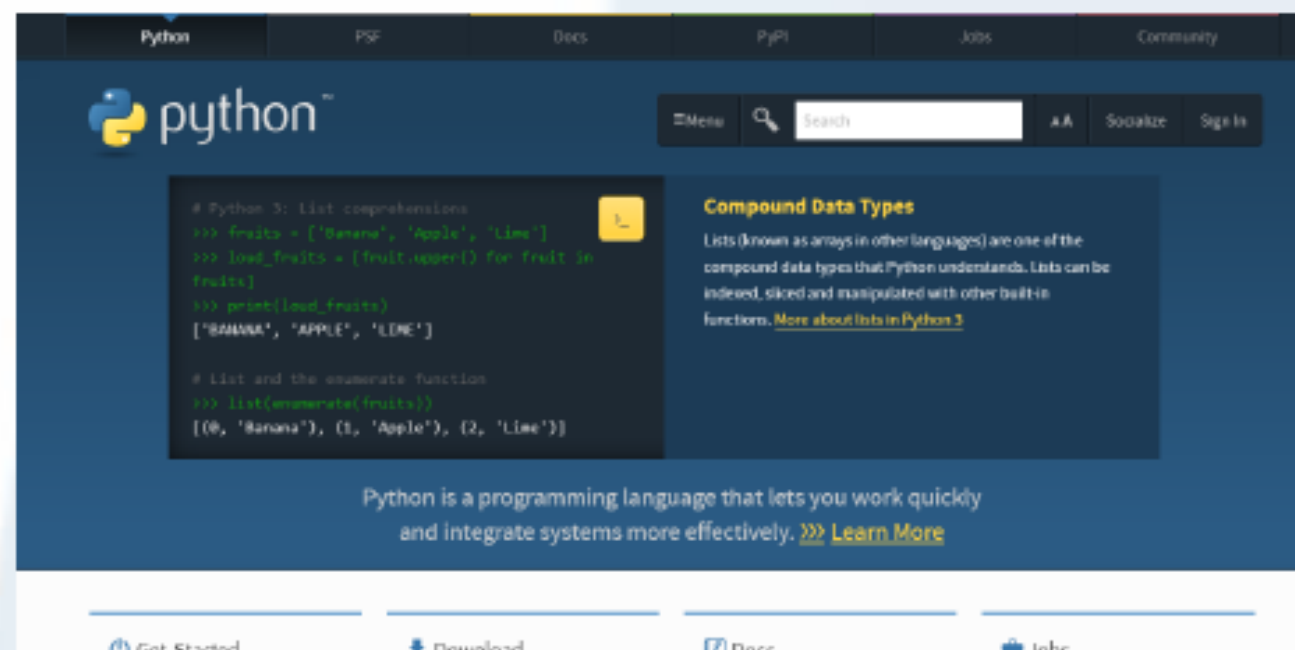 Python PSF Docs PyPI Jobs Community
python™
≡Menu Search AA Socialize Sign In
# Python 3: List comprehensions
>>> fruits = ['Banana', 'Apple', 'Lime']
>>> loud_fruits = [fruit.upper() for fruit in
fruits]
>>> print(loud_fruits)
['BANANA', 'APPLE', 'LIME']
# List and the enumerate function
>>> list(enumerate(fruits))
[(0, 'Banana'), (1, 'Apple'), (2, 'Lime')]
>_
Compound Data Types
Lists (known as arrays in other languages) are one of the
compound data types that Python understands. Lists can be
indexed, sliced and manipulated with other built-in
functions. More about lists in Python 3
Python is a programming language that lets you work quickly
and integrate systems more effectively. >>> Learn More
Get Started Download Docs Jobs